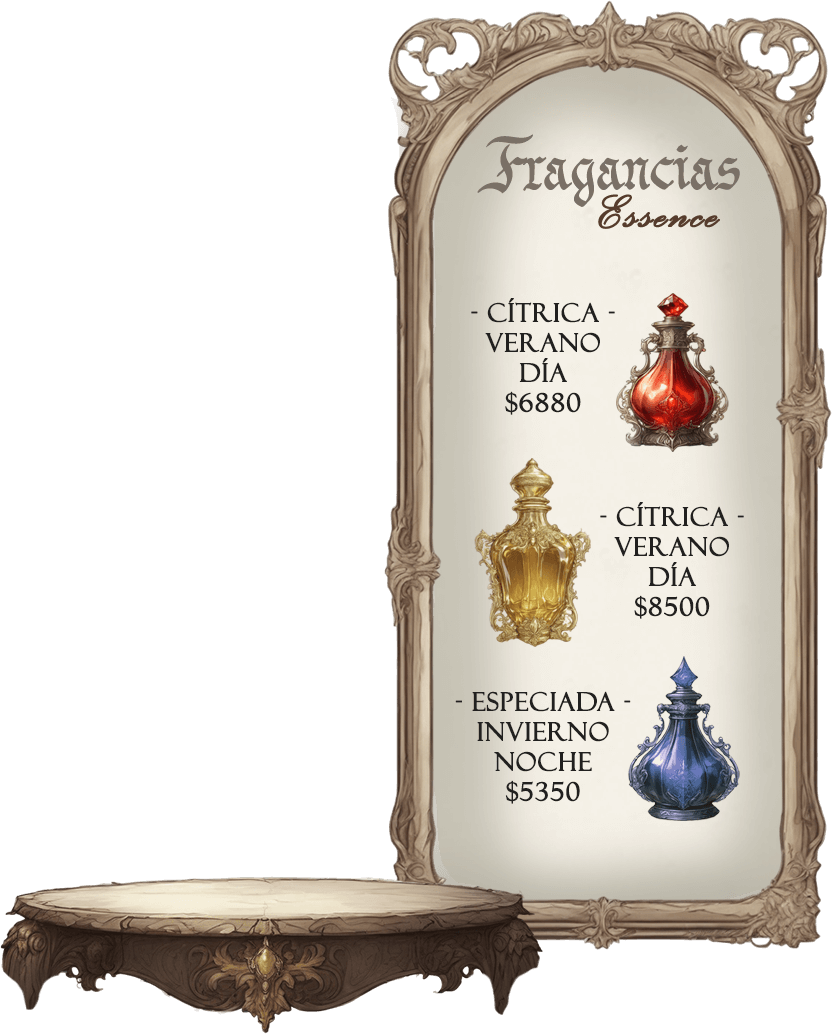 Fragancias
Essence
- CÍTRICA -
VERANO
DÍA
$6880
- CÍTRICA -
VERANO
DÍA
$8500
- ESPECIADA -
INVIERNO
NOCHE
$5350